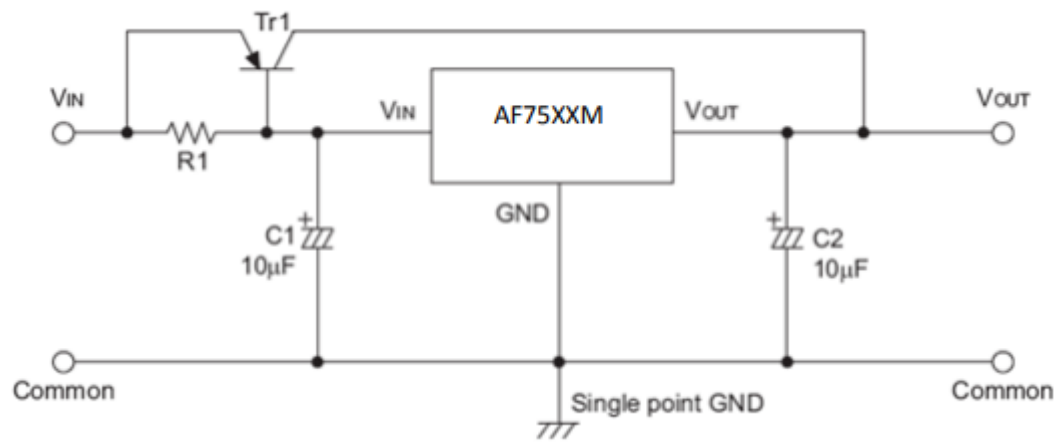 Tr1
VIN
VIN
AF75XXM
VOUT
VOUT
R1
GND
+
C1
10μF
+
C2
10μF
Common
Single point GND
Common